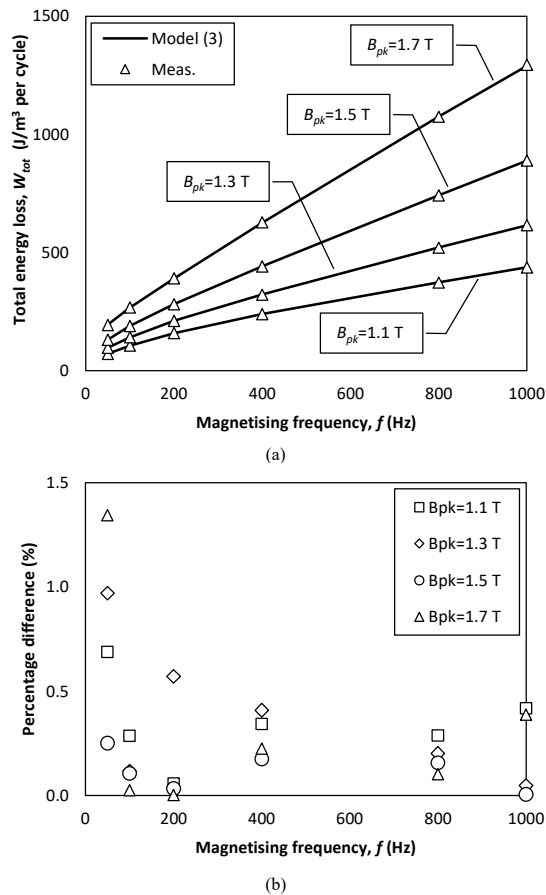 1500
Model (3)
Meas.
Bpk=1.7 T
Bpk=1.5 T
Bpk=1.3 T
Bpk=1.1 T
1000
500
0
Total energy loss, Wtot (J/m³ per cycle)
0 200 400 600 800 1000
Magnetising frequency, f (Hz)
(a)
1.5
Bpk=1.1 T
Bpk=1.3 T
Bpk=1.5 T
Bpk=1.7 T
1.0
0.5
0.0
Percentage difference (%)
0 200 400 600 800 1000
Magnetising frequency, f (Hz)
(b)